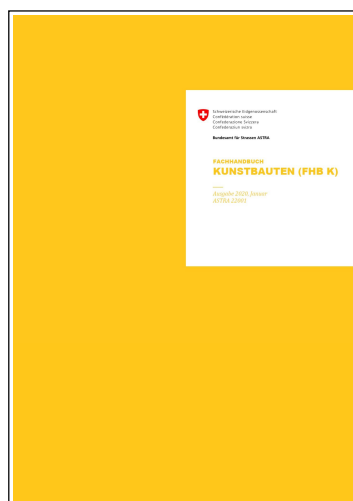 Schweizerische Eidgenossenschaft
Confédération suisse
Confederazione Svizzera
Confederaziun svizra
Bundesamt für Strassen ASTRA
FACHHANDBUCH
KUNSTBAUTEN (FHB K)
Ausgabe 2020, Januar
ASTRA 22001